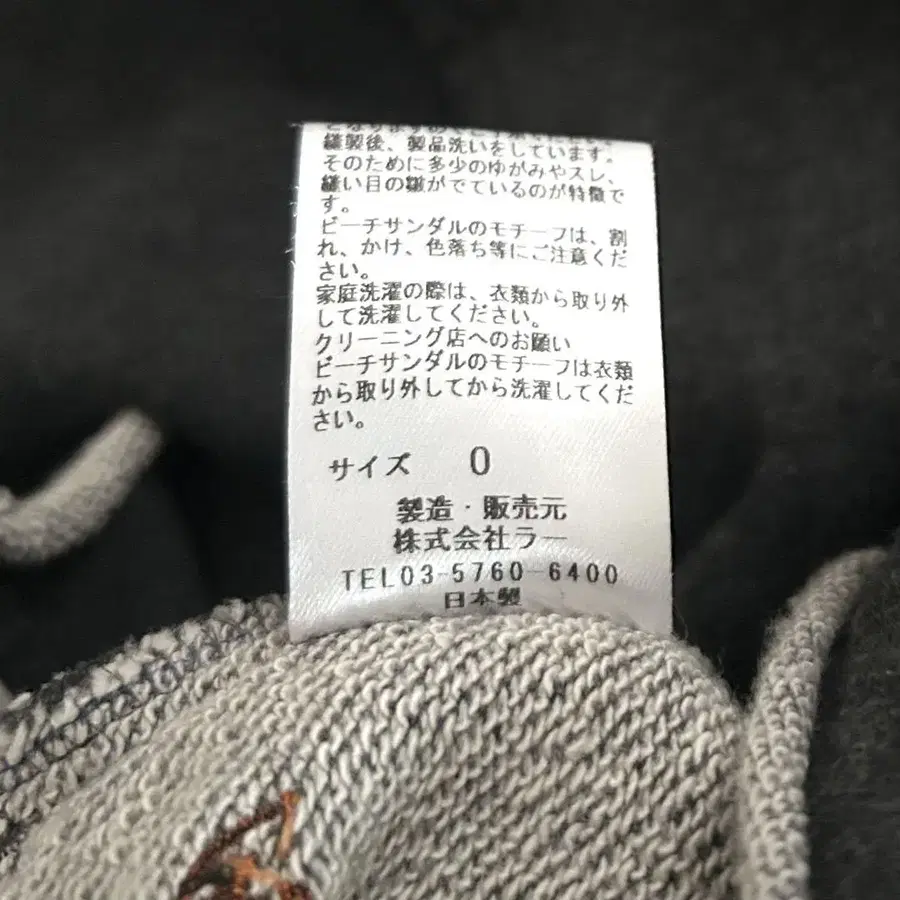 縫製後、製品洗いをしています。
そのために多少のゆがみやスレ、
縫い目の皺がでているのが特徴で
す。
ビーチサンダルのモチーフは、割
れ、かけ、色落ち等にご注意くだ
さい。
家庭洗濯の際は、衣類から取り外
して洗濯してください。
クリーニング店へのお願い
ビーチサンダルのモチーフは衣類
から取り外してから洗濯してくだ
さい。
サイズ 0
製造・販売元
株式会社ラー
TEL03-5760-6400
日本製